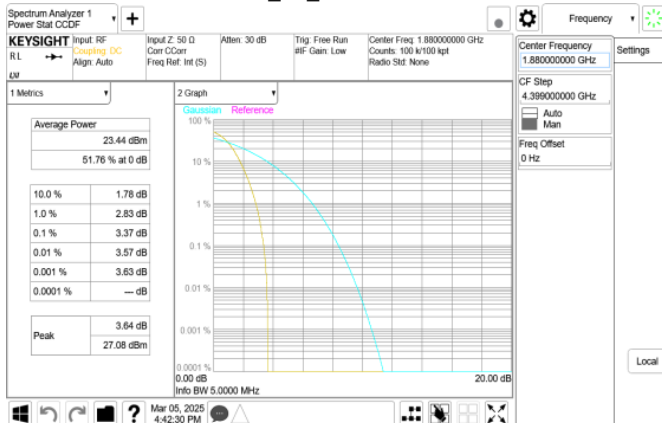 Spectrum Analyzer 1
Power Stat CCDF
Frequency
KEYSIGHT
RL
Input: RF
Coupling: DC
Align: Auto
Input Z: 50 Ω
Corr CCorr
Freq Ref: Int (S)
Atten: 30 dB
Trig: Free Run
#IF Gain: Low
Center Freq: 1.880000000 GHz
Counts: 100 k/100 kpt
Radio Std: None
Center Frequency
1.880000000 GHz
Settings
CF Step
4.399000000 GHz
Auto
Man
Freq Offset
0 Hz
1 Metrics
2 Graph
Average Power
23.44 dBm
51.76 % at 0 dB
10.0 % 1.78 dB
1.0 % 2.83 dB
0.1 % 3.37 dB
0.01 % 3.57 dB
0.001 % 3.63 dB
0.0001 % --- dB
Peak
3.64 dB
27.08 dBm
Gaussian Reference
100 %
10 %
1 %
0.1 %
0.01 %
0.001 %
0.0001 %
0.00 dB
20.00 dB
Info BW 5.0000 MHz
Local
Mar 05, 2025
4:42:30 PM